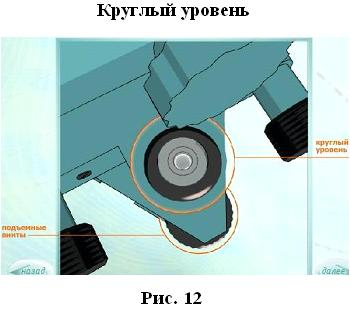 Круглый уровень
круглый
уровень
подъемные
винты
назад
далее
Рис. 12